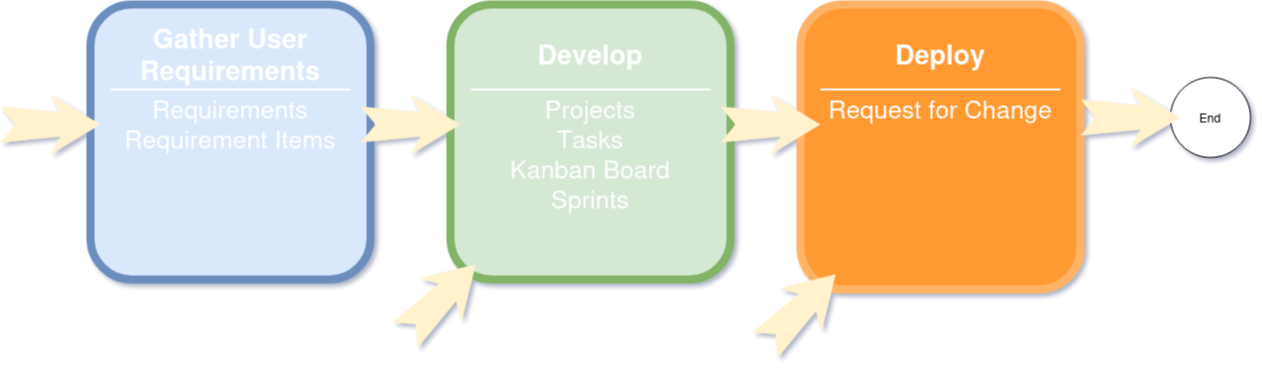 Gather User
Requirements
Requirements
Requirement Items
Develop
Projects
Tasks
Kanban Board
Sprints
Deploy
Request for Change
End